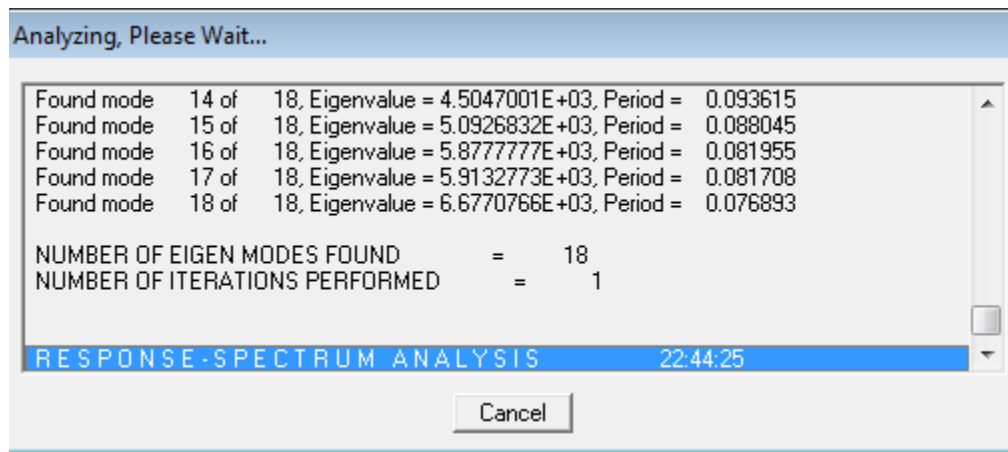 Analyzing, Please Wait...
Found mode 14 of 18, Eigenvalue = 4.5047001E+03, Period = 0.093615
Found mode 15 of 18, Eigenvalue = 5.0926832E+03, Period = 0.088045
Found mode 16 of 18, Eigenvalue = 5.8777777E+03, Period = 0.081955
Found mode 17 of 18, Eigenvalue = 5.9132773E+03, Period = 0.081708
Found mode 18 of 18, Eigenvalue = 6.6770766E+03, Period = 0.076893
NUMBER OF EIGEN MODES FOUND = 18
NUMBER OF ITERATIONS PERFORMED = 1
R E S P O N S E - S P E C T R U M A N A L Y S I S 22:44:25
Cancel